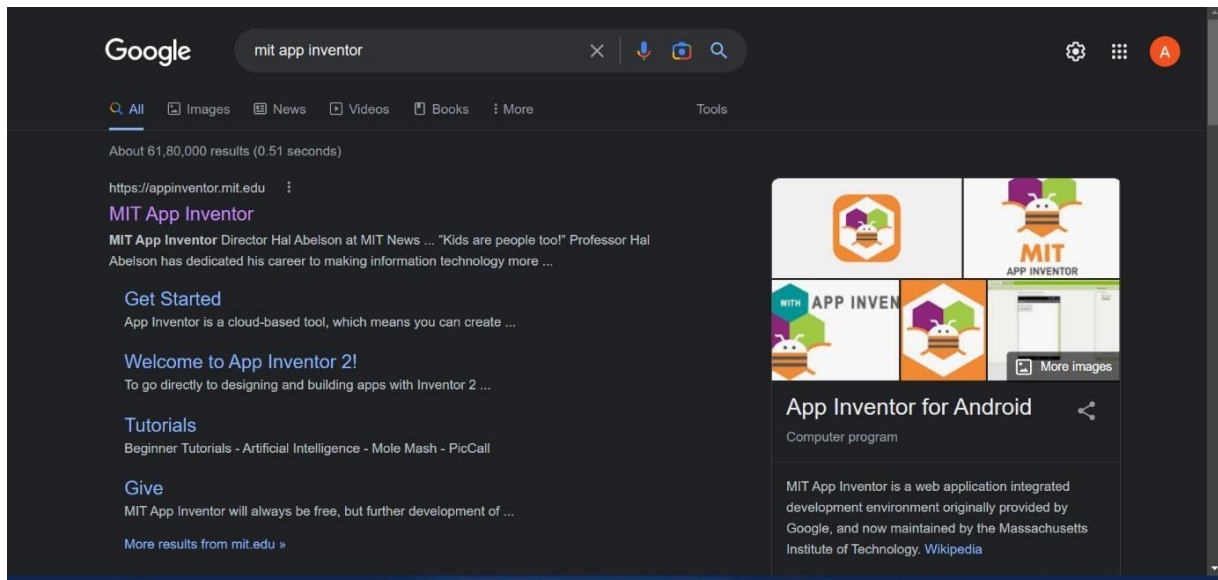 Google
mit app inventor
A
All Images News Videos Books More Tools
About 61,80,000 results (0.51 seconds)
https://appinventor.mit.edu
MIT App Inventor
MIT App Inventor Director Hal Abelson at MIT News ... “Kids are people too!” Professor Hal
Abelson has dedicated his career to making information technology more ...
Get Started
App Inventor is a cloud-based tool, which means you can create ...
Welcome to App Inventor 2!
To go directly to designing and building apps with Inventor 2 ...
Tutorials
Beginner Tutorials - Artificial Intelligence - Mole Mash - PicCall
Give
MIT App Inventor will always be free, but further development of ...
More results from mit.edu »
MIT
APP INVENTOR
WITH APP INVEN
More images
App Inventor for Android
Computer program
MIT App Inventor is a web application integrated
development environment originally provided by
Google, and now maintained by the Massachusetts
Institute of Technology. Wikipedia